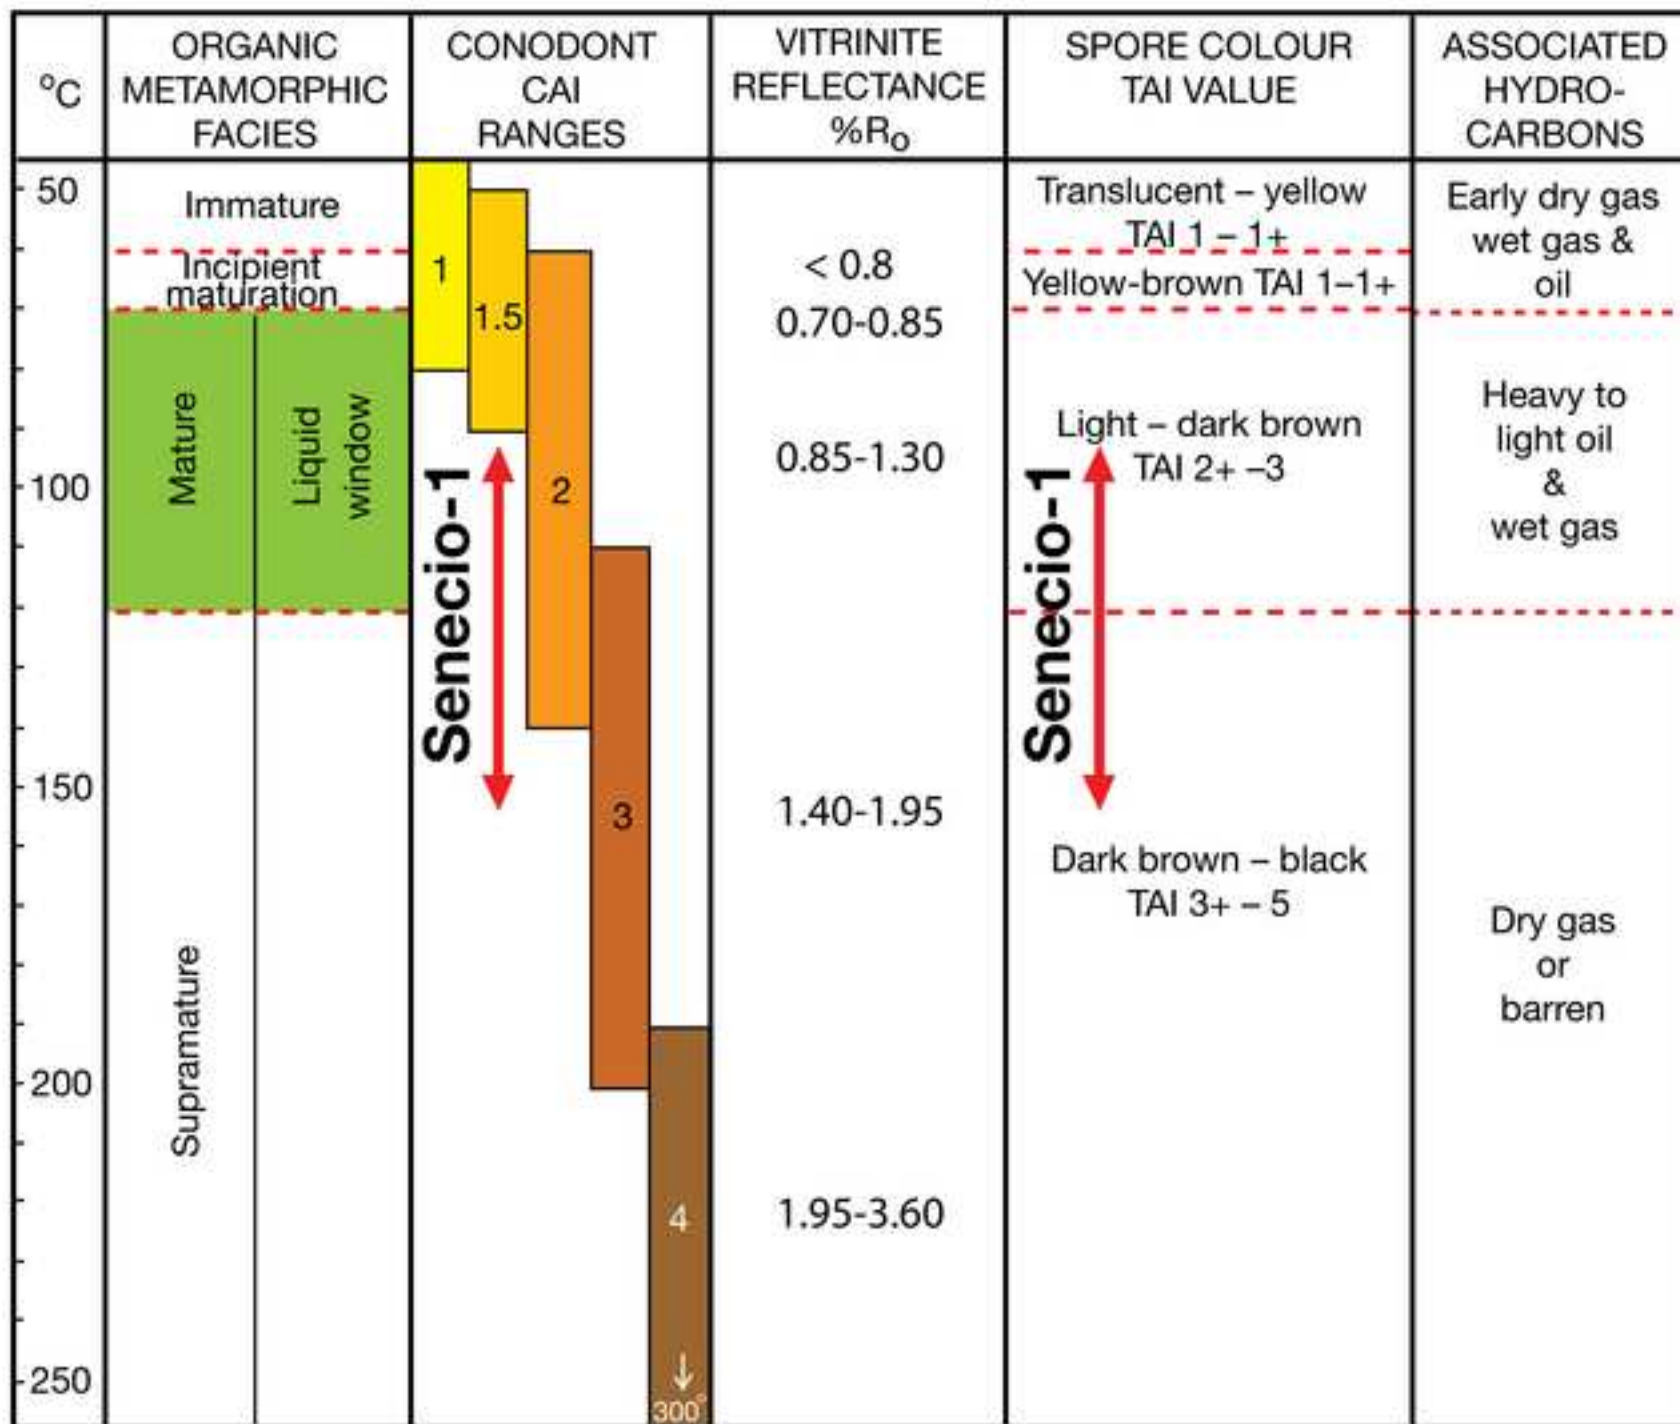 °C
ORGANIC
METAMORPHIC
FACIES
CONODONT
CAI
RANGES
VITRINITE
REFLECTANCE
%Ro
SPORE COLOUR
TAI VALUE
ASSOCIATED
HYDRO-
CARBONS
50
100
150
200
250
Immature
Incipient
maturation
Mature
Liquid
window
Supramature
1
1.5
2
3
4
300°
Senecio-1
< 0.8
0.70-0.85
0.85-1.30
1.40-1.95
1.95-3.60
Translucent – yellow
TAI 1 – 1+
Yellow-brown TAI 1–1+
Light – dark brown
TAI 2+ –3
Senecio-1
Dark brown – black
TAI 3+ – 5
Early dry gas
wet gas &
oil
Heavy to
light oil
&
wet gas
Dry gas
or
barren